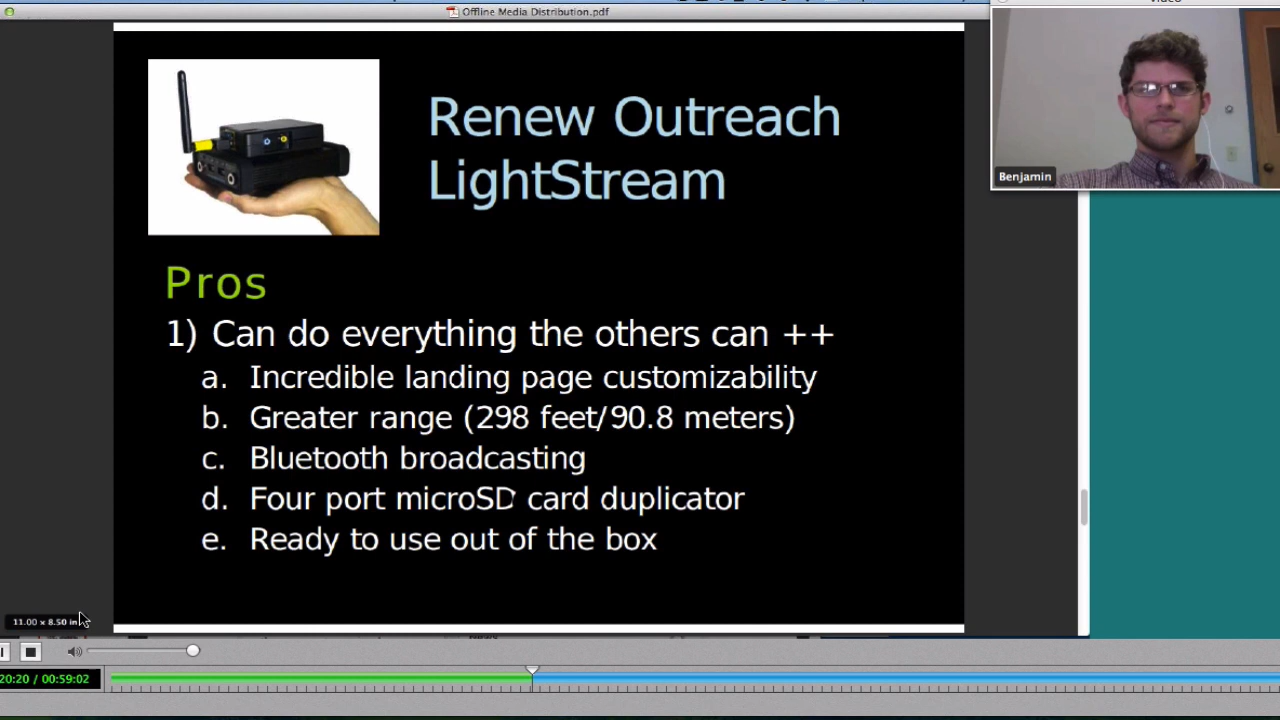 Offline Media Distribution.pdf
Renew Outreach
LightStream
Benjamin
Pros
1) Can do everything the others can ++
a. Incredible landing page customizability
b. Greater range (298 feet/90.8 meters)
c. Bluetooth broadcasting
d. Four port microSD card duplicator
e. Ready to use out of the box
11.00 x 8.50 in
20:20 / 00:59:02